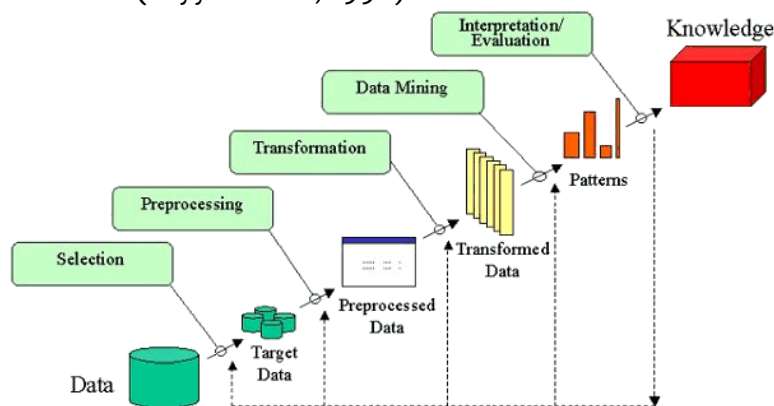 Interpretation/
Evaluation
Knowledge
Data Mining
Transformation
Patterns
Preprocessing
Transformed
Data
Selection
Preprocessed
Data
Target
Data
Data